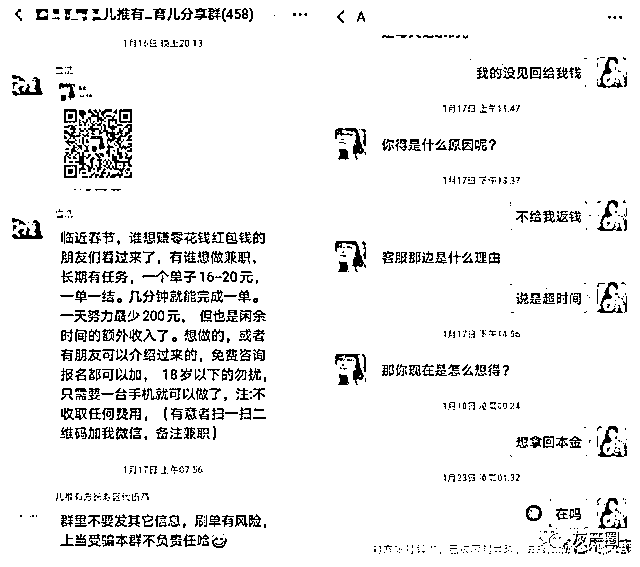 儿推有_育儿分享群(458)
1月16日 晚上20:13
临近春节，谁想赚零花钱红包钱的
朋友们看过来了，有谁想做兼职，
长期有任务，一个单子16-20元，
一单一结。几分钟就能完成一单。
一天努力最少200元， 但也是闲余
时间的额外收入了。想做的，或者
有朋友可以介绍过来的，免费咨询
报名都可以加， 18岁以下的勿扰，
只需要一台手机就可以做了，注:不
收取任何费用，（有意者扫一扫二
维码加我微信，备注兼职）
1月17日 上午07:56
群里不要发其它信息，刷单有风险，
上当受骗本群不负责任哈
A
我的没见回给我钱
1月17日 上午11:47
你得是什么原因呢？
1月17日 下午13:37
不给我返钱
客服那边是什么理由
说是超时间
1月17日 下午14:56
那你现在是怎么想得？
想拿回本金
在吗